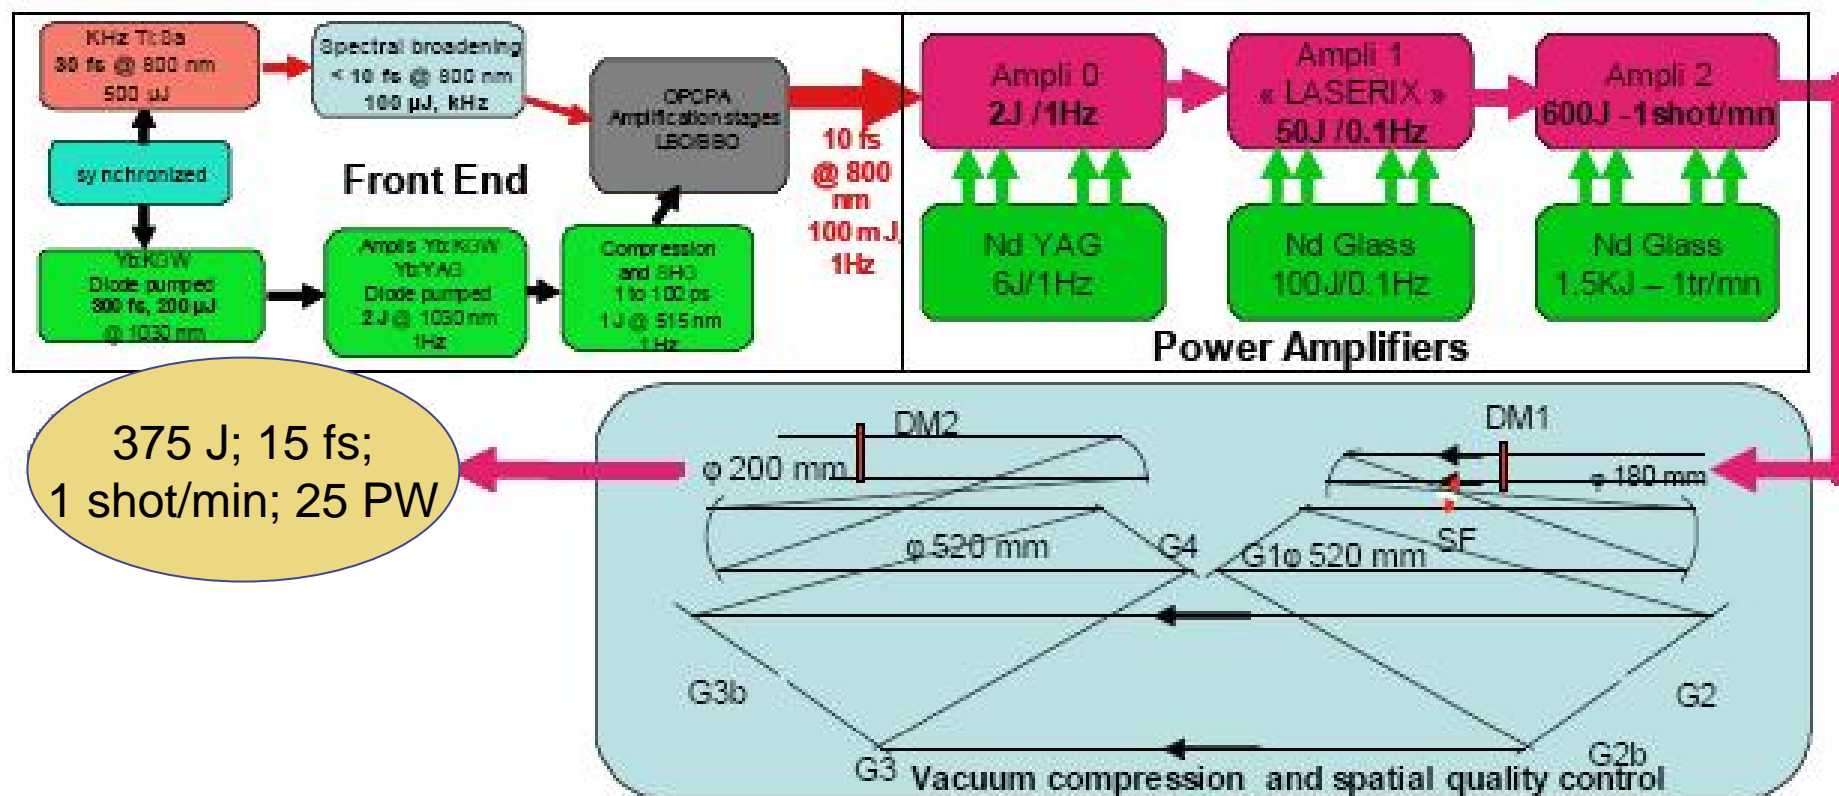 KHz Ti:Sa
30 fs @ 800 nm
500 µJ
Spectral broadening
< 10 fs @ 800 nm
100 µJ, kHz
OPCPA
Amplification stages
LBO/BBO
synchronized
Front End
Yb:KGW
Diode pumped
300 fs, 200 µJ
@ 1030 nm
Amplis Yb:KGW
Yb:YAG
Diode pumped
2J @ 1030 nm
1Hz
Compression
and SHG
1 to 100 ps
1J @ 515 nm
1 Hz
10 fs
@ 800
nm
100 mJ,
1Hz
Ampli 0
2J /1Hz
Ampli 1
« LASERIX »
50J /0.1Hz
Ampli 2
600J -1shot/mn
Nd YAG
6J/1Hz
Nd Glass
100J/0.1Hz
Nd Glass
1.5KJ – 1tr/mn
Power Amplifiers
375 J; 15 fs;
1 shot/min; 25 PW
DM2
φ 200 mm
DM1
φ 180 mm
φ 520 mm
G4
G1φ 520 mm
SF
G3b
G2
G3
G2b
Vacuum compression and spatial quality control